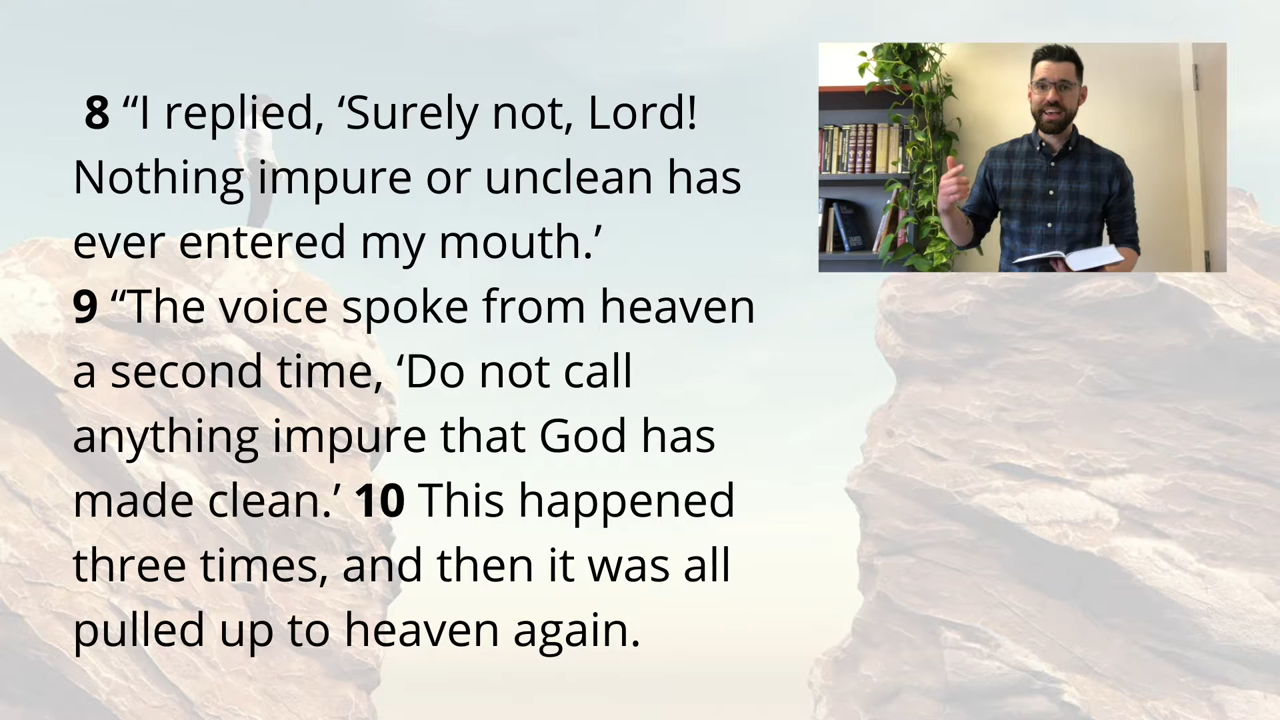 8 “I replied, ‘Surely not, Lord!
Nothing impure or unclean has
ever entered my mouth.’
9 “The voice spoke from heaven
a second time, ‘Do not call
anything impure that God has
made clean.’ 10 This happened
three times, and then it was all
pulled up to heaven again.